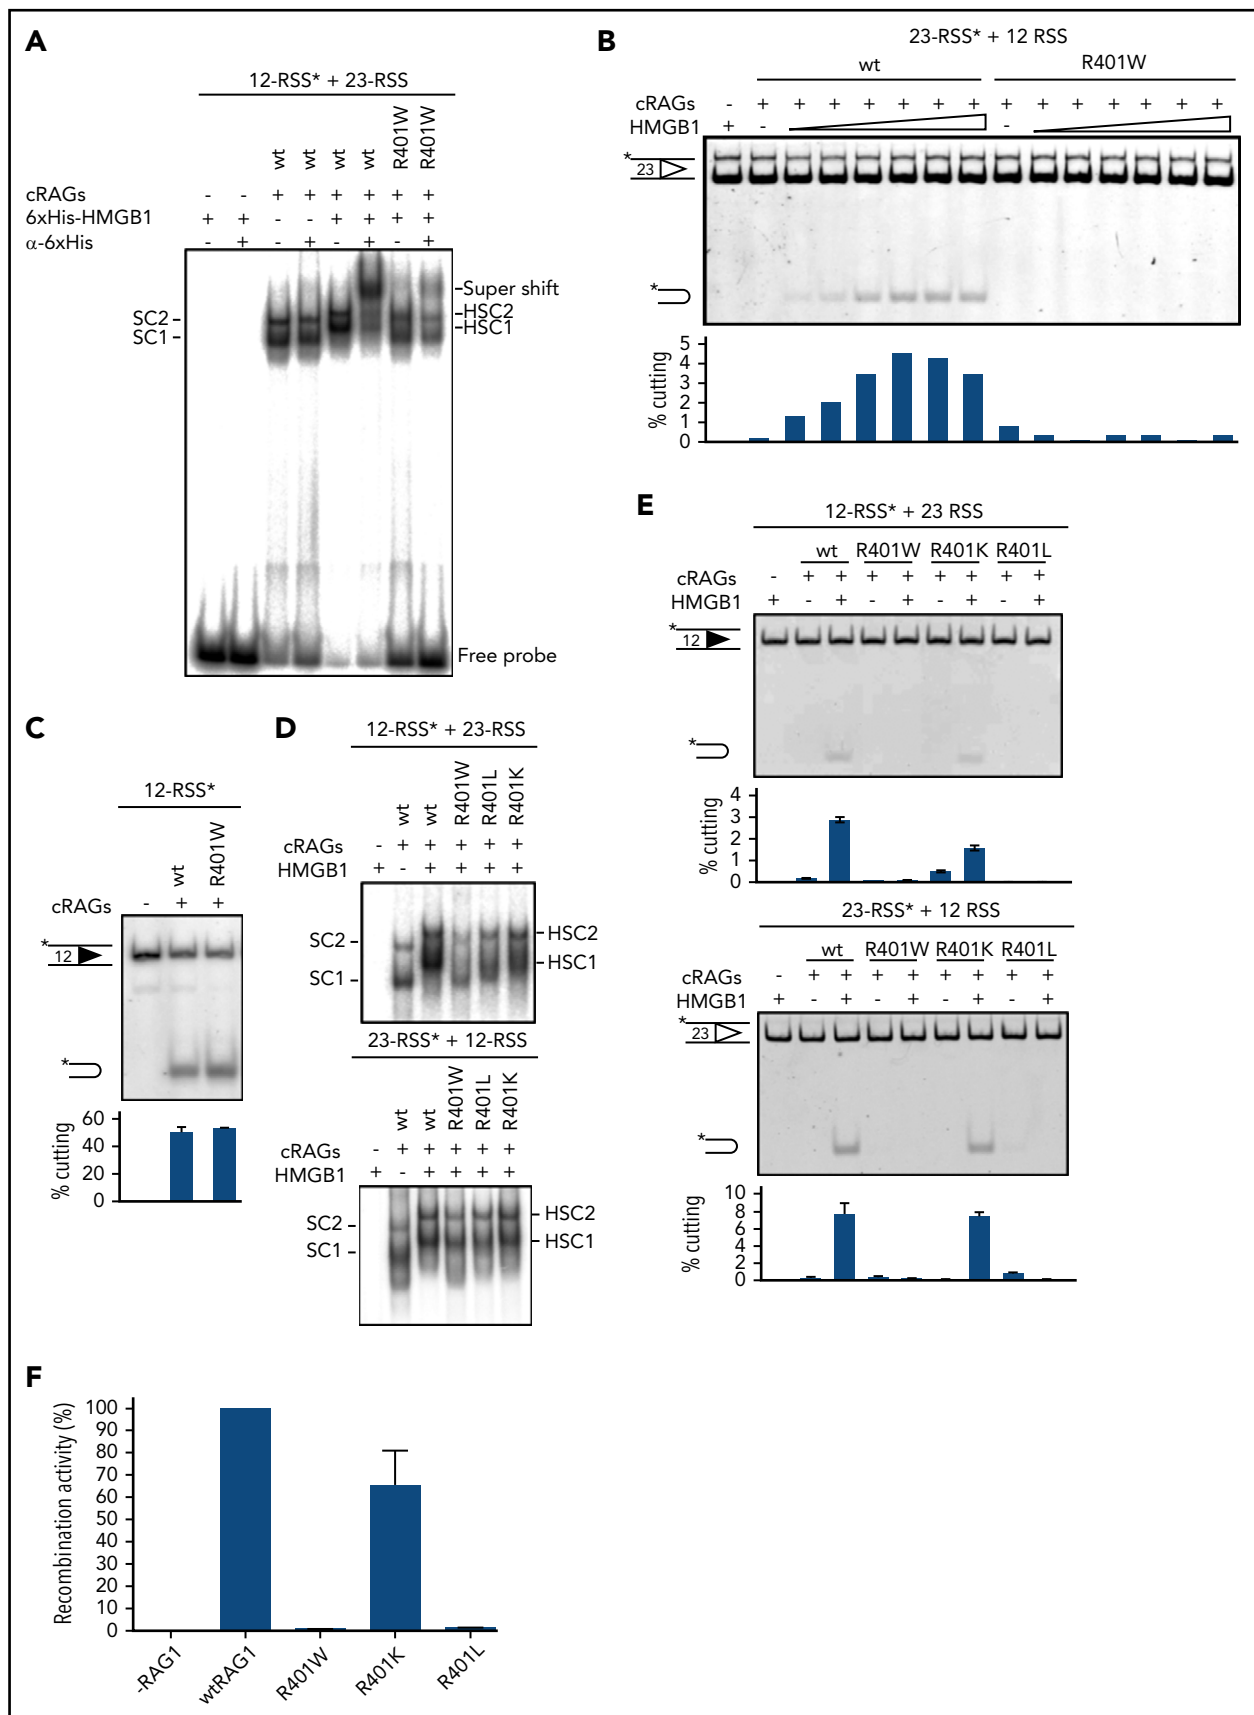 A
12-RSS* + 23-RSS
wt wt wt wt R401W R401W
cRAGs - - + + + + + +
6xHis-HMGB1 + + - - + + + +
α-6xHis - + - + - + - +
Super shift
SC2 HSC2
SC1 HSC1
Free probe
B
23-RSS* + 12 RSS
wt R401W
cRAGs - + + + + + + + + + + + + + +
HMGB1 + - -
*
23
*
% cutting
5
4
3
2
1
0
C
12-RSS*
wt R401W
cRAGs - + +
*
12
*
% cutting
60
40
20
0
D
12-RSS* + 23-RSS
wt wt R401W R401L R401K
cRAGs - + + + + +
HMGB1 + - + + + +
SC2 HSC2
SC1 HSC1
23-RSS* + 12-RSS
wt wt R401W R401L R401K
cRAGs - + + + + +
HMGB1 + - + + + +
SC2 HSC2
SC1 HSC1
E
12-RSS* + 23 RSS
wt R401W R401K R401L
cRAGs - + + + + + + + +
HMGB1 + - + - + - + - +
*
12
*
% cutting
4
3
2
1
0
23-RSS* + 12 RSS
wt R401W R401K R401L
cRAGs - + + + + + + + +
HMGB1 + - + - + - + - +
*
23
*
% cutting
10
8
6
4
2
0
F
Recombination activity (%)
100
90
80
70
60
50
40
30
20
10
0
-RAG1 wtRAG1 R401W R401K R401L